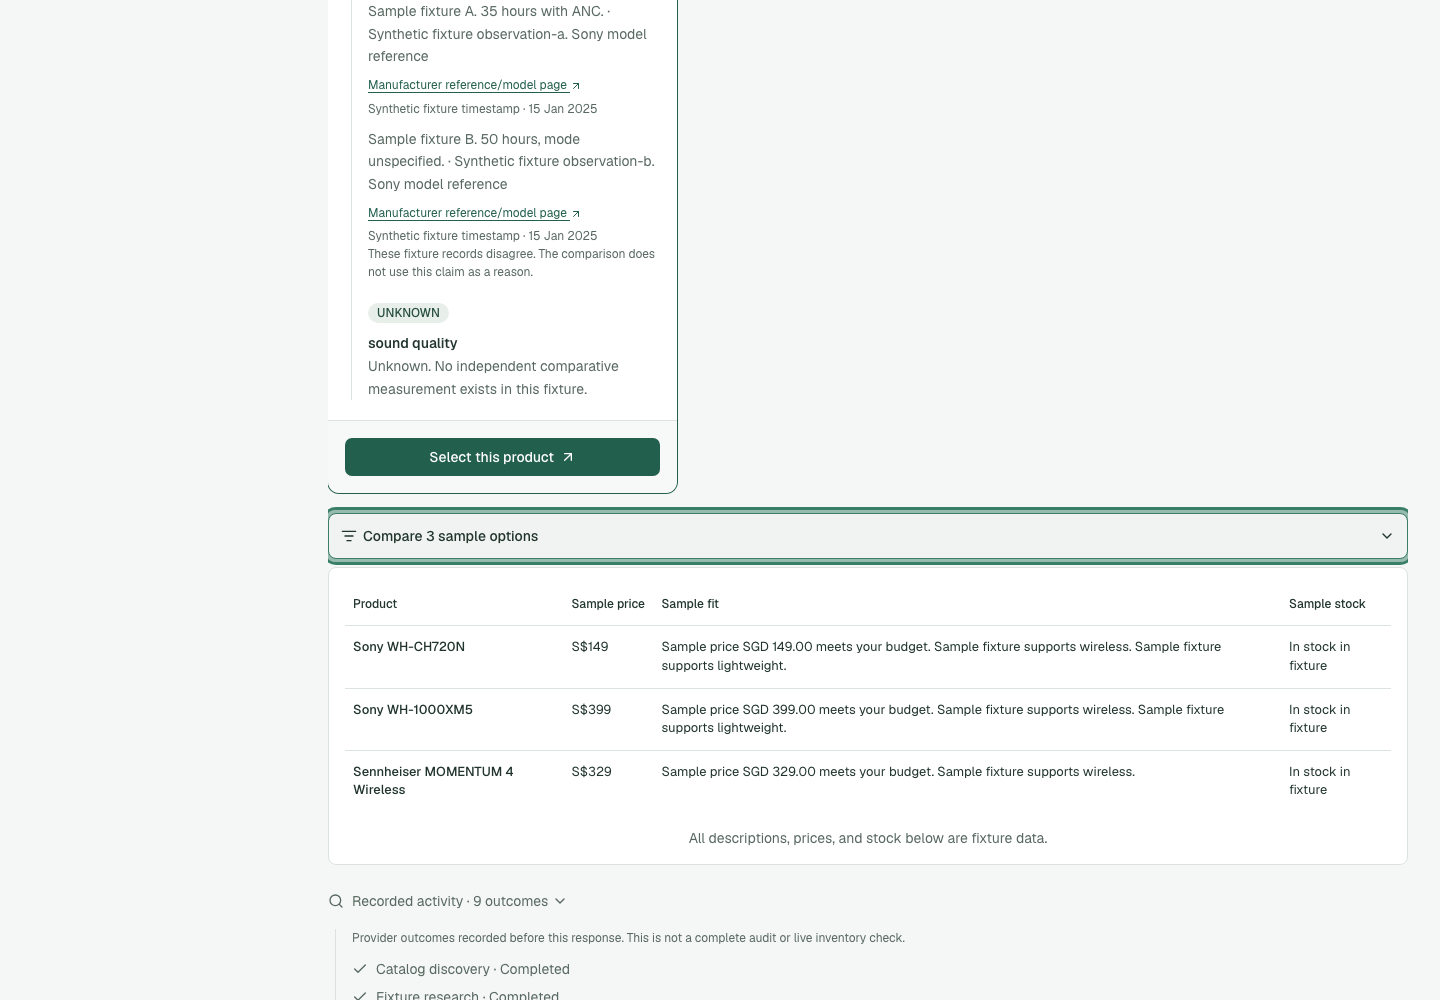 Sample fixture A. 35 hours with ANC. ·
Synthetic fixture observation-a. Sony model
reference
Manufacturer reference/model page
Synthetic fixture timestamp · 15 Jan 2025
Sample fixture B. 50 hours, mode
unspecified. · Synthetic fixture observation-b.
Sony model reference
Manufacturer reference/model page
Synthetic fixture timestamp · 15 Jan 2025
These fixture records disagree. The comparison does
not use this claim as a reason.
UNKNOWN
sound quality
Unknown. No independent comparative
measurement exists in this fixture.
Select this product
Compare 3 sample options
Product Sample price Sample fit Sample stock
Sony WH-CH720N S$149 Sample price SGD 149.00 meets your budget. Sample fixture supports wireless. Sample fixture In stock in
supports lightweight. fixture
Sony WH-1000XM5 S$399 Sample price SGD 399.00 meets your budget. Sample fixture supports wireless. Sample fixture In stock in
supports lightweight. fixture
Sennheiser MOMENTUM 4 S$329 Sample price SGD 329.00 meets your budget. Sample fixture supports wireless. In stock in
Wireless fixture
All descriptions, prices, and stock below are fixture data.
Recorded activity · 9 outcomes
Provider outcomes recorded before this response. This is not a complete audit or live inventory check.
Catalog discovery · Completed
Fixture research · Completed